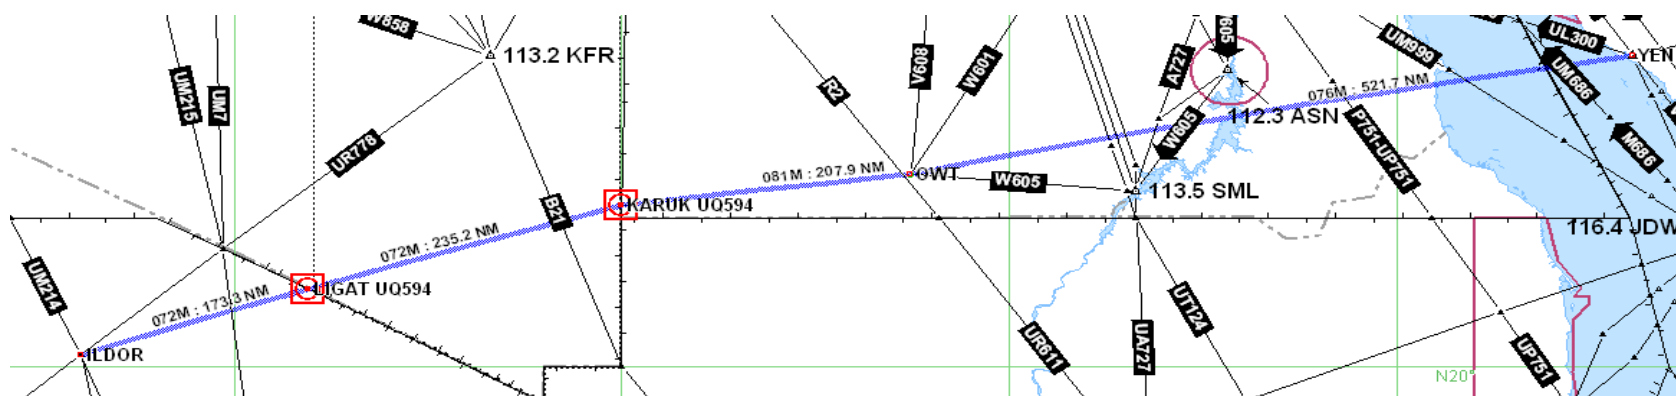 W858
113.2 KFR
UM215
UM7
UR778
B21
R2
V608
W601
A727
605
W605
112.3 ASN
UM999
UL300
YEN
UM686
M686
076M : 521.7 NM
P751-UP751
081M : 207.9 NM
OWT
W605
113.5 SML
KARUK UQ594
072M : 235.2 NM
116.4 JDW
UM214
072M : 173.3 NM
LIGAT UQ594
ILDOR
UR611
UA727
UT124
UP751
N20°